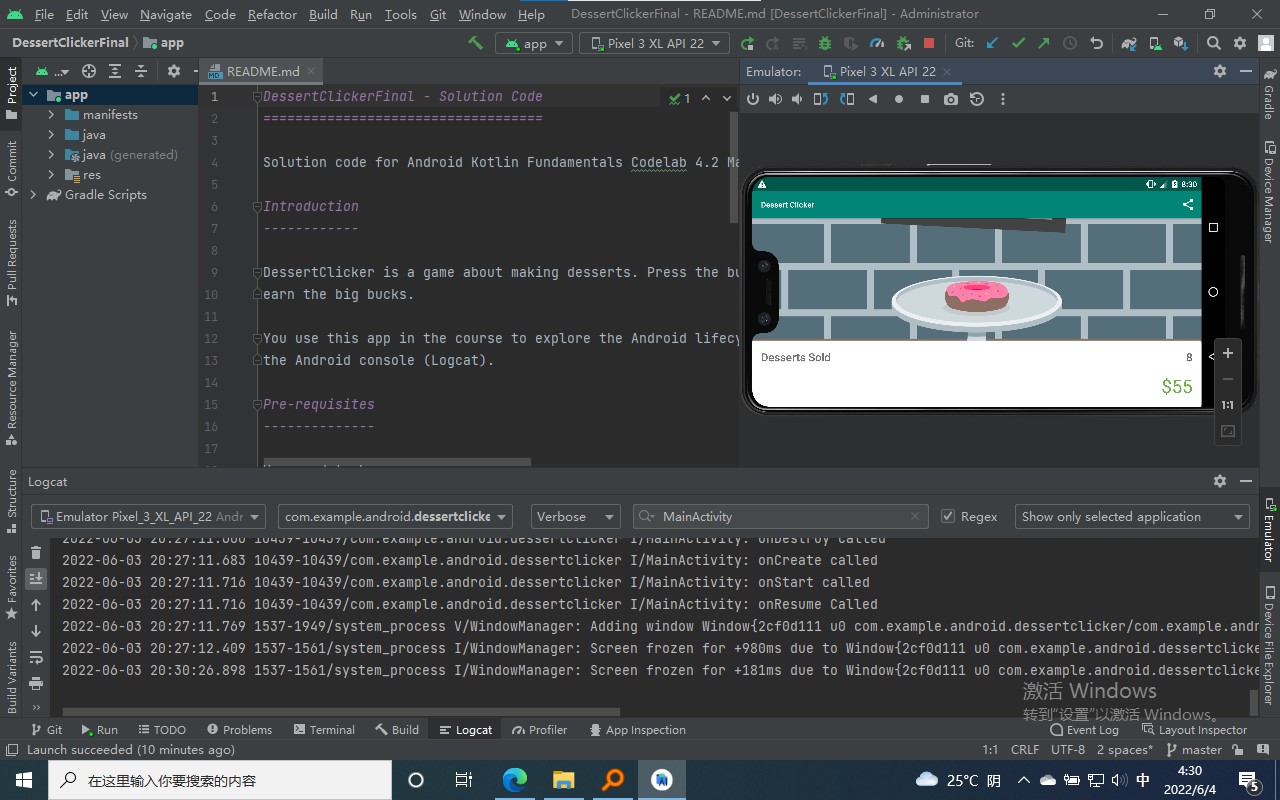 File Edit View Navigate Code Refactor Build Run Tools Git Window Help DessertClickerFinal - README.md [DessertClickerFinal] - Administrator
DessertClickerFinal app
app Pixel 3 XL API 22 Git:
Project
Commit
Pull Requests
Resource Manager
Structure
Favorites
Build Variants
...
app
manifests
java
java (generated)
res
Gradle Scripts
README.md
1
1 DessertClickerFinal - Solution Code
2 ==================================
3
4 Solution code for Android Kotlin Fundamentals Codelab 4.2 Ma
5
6 Introduction
7 ------------
8
9 DessertClicker is a game about making desserts. Press the bu
10 earn the big bucks.
11
12 You use this app in the course to explore the Android lifecy
13 the Android console (Logcat).
14
15 Pre-requisites
16 --------------
17
Emulator: Pixel 3 XL API 22
8:30
Dessert Clicker
Desserts Sold 8
$55
1:1
Gradle
Device Manager
Emulator
Device File Explorer
Logcat
Emulator Pixel_3_XL_API_22 Andr com.example.android.dessertclicke Verbose MainActivity Regex Show only selected application
2022-06-03 20:27:11.683 10439-10439/com.example.android.dessertclicker I/MainActivity: onCreate called
2022-06-03 20:27:11.716 10439-10439/com.example.android.dessertclicker I/MainActivity: onStart called
2022-06-03 20:27:11.716 10439-10439/com.example.android.dessertclicker I/MainActivity: onResume Called
2022-06-03 20:27:11.769 1537-1949/system_process V/WindowManager: Adding window Window{2cf0d111 u0 com.example.android.dessertclicker/com.example.andr
2022-06-03 20:27:12.409 1537-1561/system_process I/WindowManager: Screen frozen for +980ms due to Window{2cf0d111 u0 com.example.android.dessertclicke
2022-06-03 20:30:26.898 1537-1561/system_process I/WindowManager: Screen frozen for +181ms due to Window{2cf0d111 u0 com.example.android.dessertclicke
激活 Windows
转到“设置”以激活 Windows。
Git Run TODO Problems Terminal Build Logcat Profiler App Inspection Event Log Layout Inspector
Launch succeeded (10 minutes ago) 1:1 CRLF UTF-8 2 spaces* master
在这里输入你要搜索的内容
25°C 阴
中
4:30
2022/6/4
5